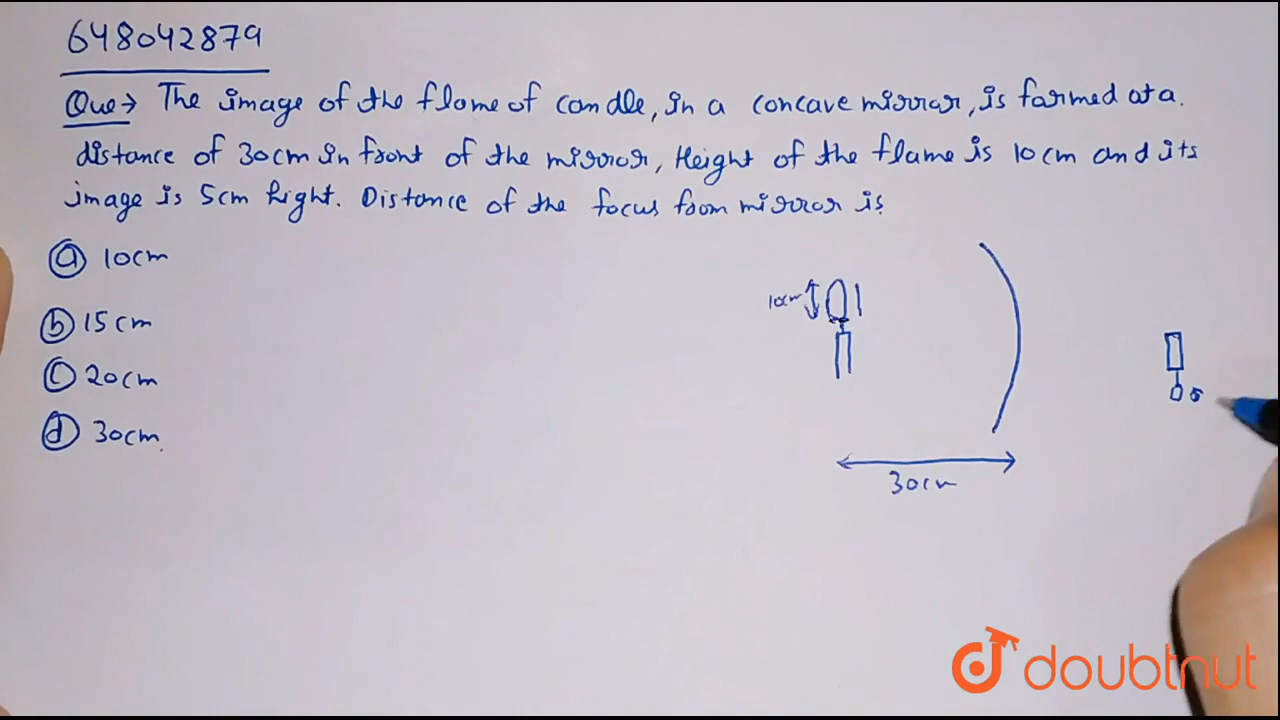 648042879
Que→ The image of the flame of candle, in a concave mirror, is formed at a.
distance of 30cm in front of the mirror, Height of the flame is 10cm and its
image is 5cm hight. Distance of the focus from mirror is
(a) 10cm
(b) 15cm
(c) 20cm
(d) 30cm.
10cm
5
30cm
doubtnut